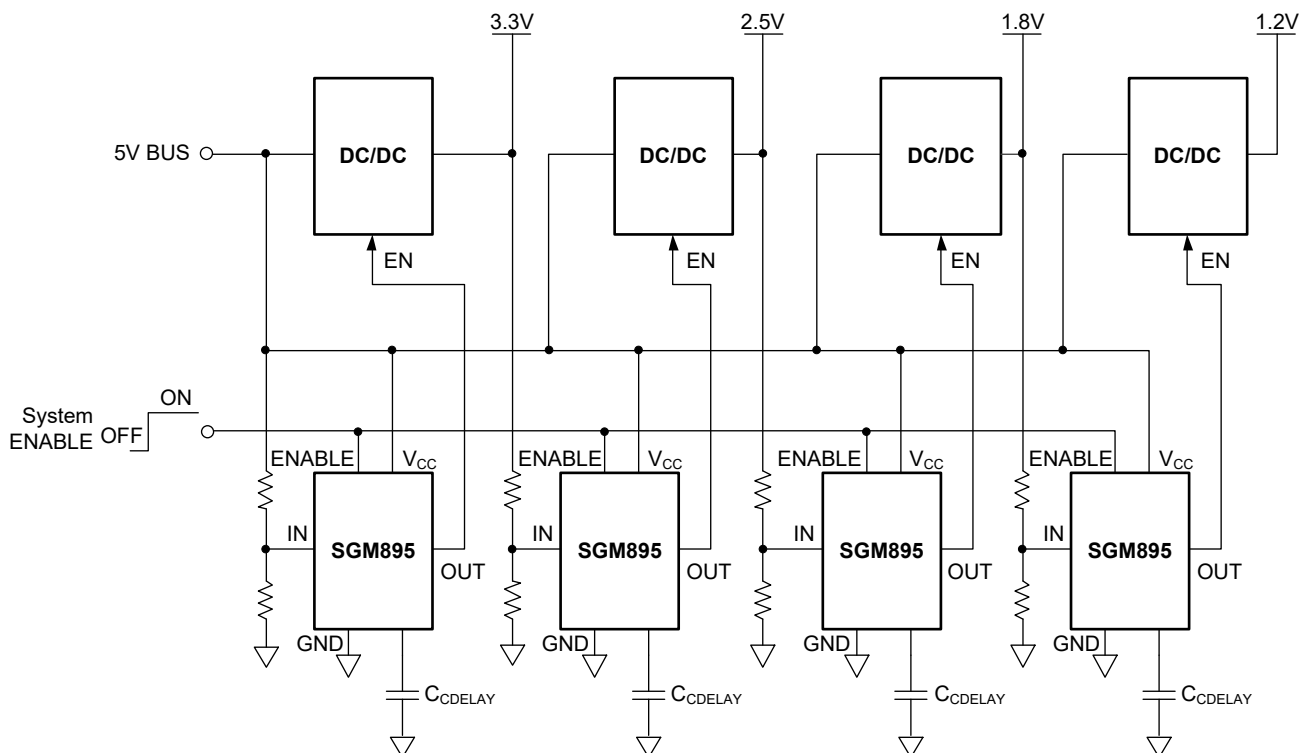 3.3V 2.5V 1.8V 1.2V
5V BUS DC/DC DC/DC DC/DC DC/DC
EN EN EN EN
ON
System
ENABLE OFF
ENABLE VCC ENABLE VCC ENABLE VCC ENABLE VCC
IN SGM895 IN SGM895 IN SGM895 IN SGM895
OUT OUT OUT OUT
GND GND GND GND
CCDELAY CCDELAY CCDELAY CCDELAY